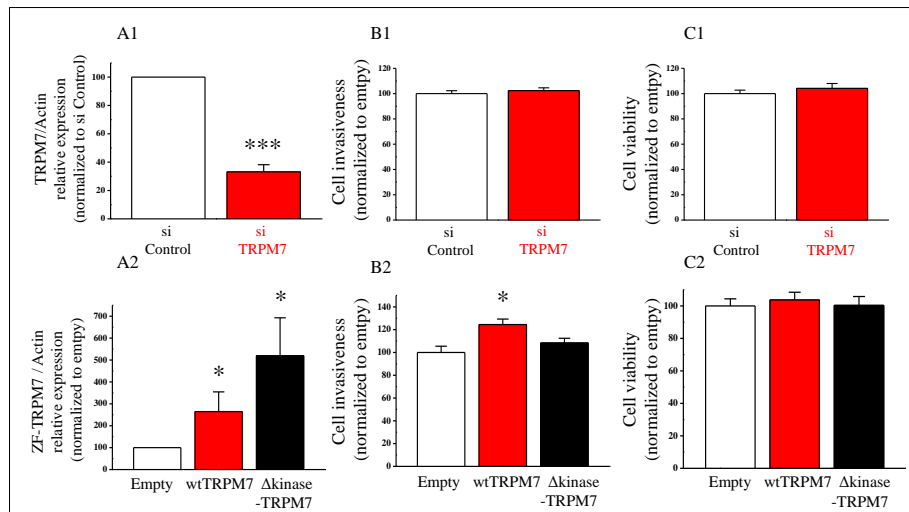 A1
TRPM7/Actin
relative expression
(normalized to si Control)
100
80
60
40
20
0
***
si
Control
si
TRPM7
B1
Cell invasiveness
(normalized to emtpy)
120
100
80
60
40
20
0
si
Control
si
TRPM7
C1
Cell viability
(normalized to emtpy)
120
100
80
60
40
20
0
si
Control
si
TRPM7
A2
ZF-TRPM7 / Actin
relative expression
(normalized to emtpy)
700
600
500
400
300
200
100
0
*
*
Empty
wtTRPM7
Δkinase
-TRPM7
B2
Cell invasiveness
(normalized to emtpy)
140
120
100
80
60
40
20
0
*
Empty
wtTRPM7
Δkinase
-TRPM7
C2
Cell viability
(normalized to emtpy)
100
80
60
40
20
0
Empty
wtTRPM7
Δkinase
-TRPM7